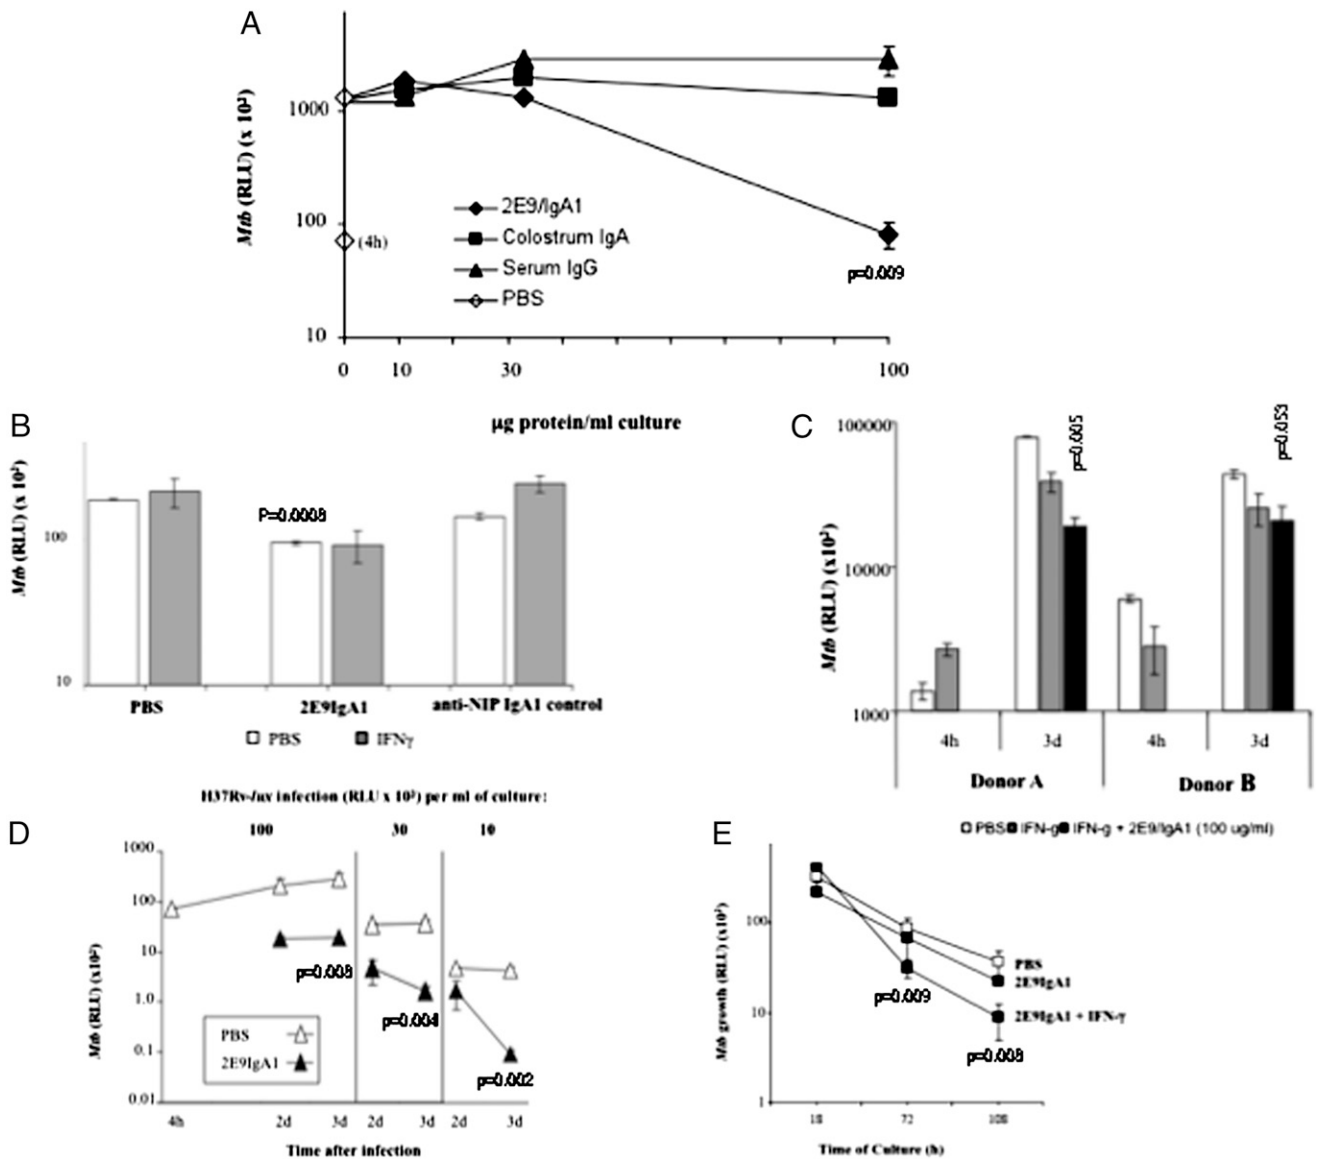 A
Mtb (RLU) (x 10²)
1000
100
10
(4h)
2E9/IgA1
Colostrum IgA
Serum IgG
PBS
p=0.009
0 10 30 100
µg protein/ml culture
B
Mtb (RLU) (x 10²)
100
10
P=0.0008
PBS 2E9IgA1 anti-NIP IgA1 control
PBS IFNγ
C
Mtb (RLU) (x10²)
100000
10000
1000
p=0.005
p=0.053
4h 3d 4h 3d
Donor A Donor B
PBS IFN-g IFN-g + 2E9/IgA1 (100 ug/ml)
H37Rv-lux infection (RLU x 10²) per ml of culture:
D
100 30 10
Mtb (RLU) (x10²)
1000
100
10
1.0
0.1
0.01
p=0.008
p=0.004
p=0.002
PBS
2E9IgA1
4h 2d 3d 2d 3d 2d 3d
Time after infection
E
Mtb growth (RLU) (x10²)
100
10
1
PBS
2E9IgA1
2E9IgA1 + IFN-γ
p=0.009
p=0.008
18 72 108
Time of Culture (h)